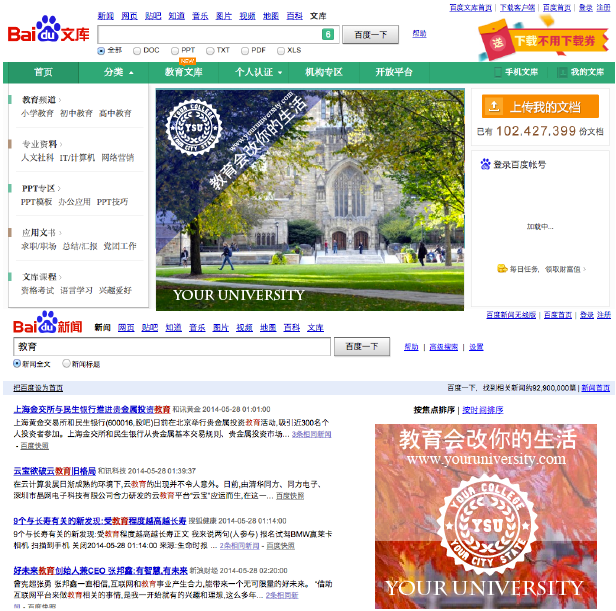 百度文库首页 | 下载客户端 | 百度首页 | 登录 注册
新闻 网页 贴吧 知道 音乐 图片 视频 地图 百科 文库
Bai du 文库
6
百度一下
帮助
全部 DOC PPT TXT PDF XLS
送 下载不用下载券
首页 分类 教育文库 NEW 个人认证 机构专区 开放平台 手机文库 我的文库
教育频道
小学教育 初中教育 高中教育
专业资料
人文社科 IT/计算机 网络营销
PPT专区
PPT模板 办公应用 PPT技巧
应用文书
求职/职场 总结/汇报 党团工作
文库课程
资格考试 语言学习 兴趣爱好
YOUR COLLEGE
YSU
YOUR CITY STATE
www.youruniversity.com
教育会改你的生活
YOUR UNIVERSITY
上传我的文档
已有 102,427,399 份文档
登录百度帐号
加载中...
每日任务，领取财富值
百度新闻无线版 | 百度首页 | 登录 注册
Bai du 新闻
新闻 网页 贴吧 知道 音乐 图片 视频 地图 百科 文库
教育
百度一下
帮助 | 高级搜索 | 设置
新闻全文 新闻标题
把百度设为首页
百度一下，找到相关新闻约92,900,000篇 | 新闻首页
上海金交所与民生银行推进贵金属投资教育 和讯黄金 2014-05-28 01:01:00
上海黄金交易所和民生银行(600016,股吧)日前在北京举行贵金属投资教育活动,吸引近300名个
人投资者参加。上海金交所和民生银行从贵金属基本交易规则、贵金属投资市场... 3条相同新闻
- 百度快照
云宝欲破云教育旧格局 和讯科技 2014-05-28 01:39:37
在云计算发展日渐成熟的环境下,云教育的出现并不令人意外。日前,由清华同方、同方电子、
深圳市易网电子科技有限公司合力研发的云教育平台“云宝”应运而生,在这一... 百度快照
9个与长寿有关的新发现:受教育程度越高越长寿 搜狐健康 2014-05-28 01:14:00
9个与长寿有关的新发现:受教育程度越高越长寿正文 我来说两句(人参与) 报名试驾BMW赢莱卡
相机 扫描到手机 关闭2014-05-28 01:14:00 来源:生命时报 ... 2条相同新闻 - 百度快照
好未来教育创始人兼CEO 张邦鑫:有智慧,有未来 新浪财经 2014-05-28 02:20:00
曾先超张勇 张邦鑫一直相信,互联网和教育事业产生合力,能带来一个无可限量的好未来。“借助
互联网平台来做教育相关的事情,是我一开始就有的兴趣和理想,这么多年... 2条相同新
闻 - 百度快照
按焦点排序 | 按时间排序
教育会改你的生活
www.youruniversity.com
YOUR COLLEGE
YSU
YOUR CITY STATE
YOUR UNIVERSITY